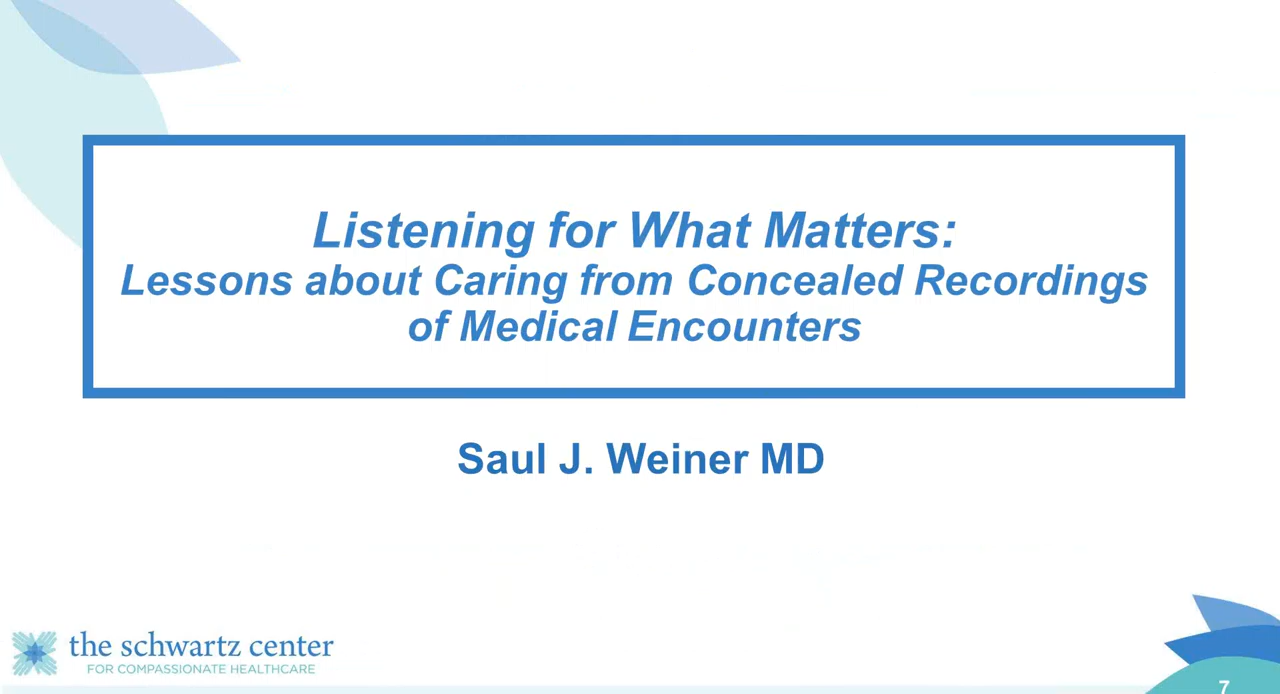 Listening for What Matters:
Lessons about Caring from Concealed Recordings
of Medical Encounters
Saul J. Weiner MD
the schwartz center
FOR COMPASSIONATE HEALTHCARE
7